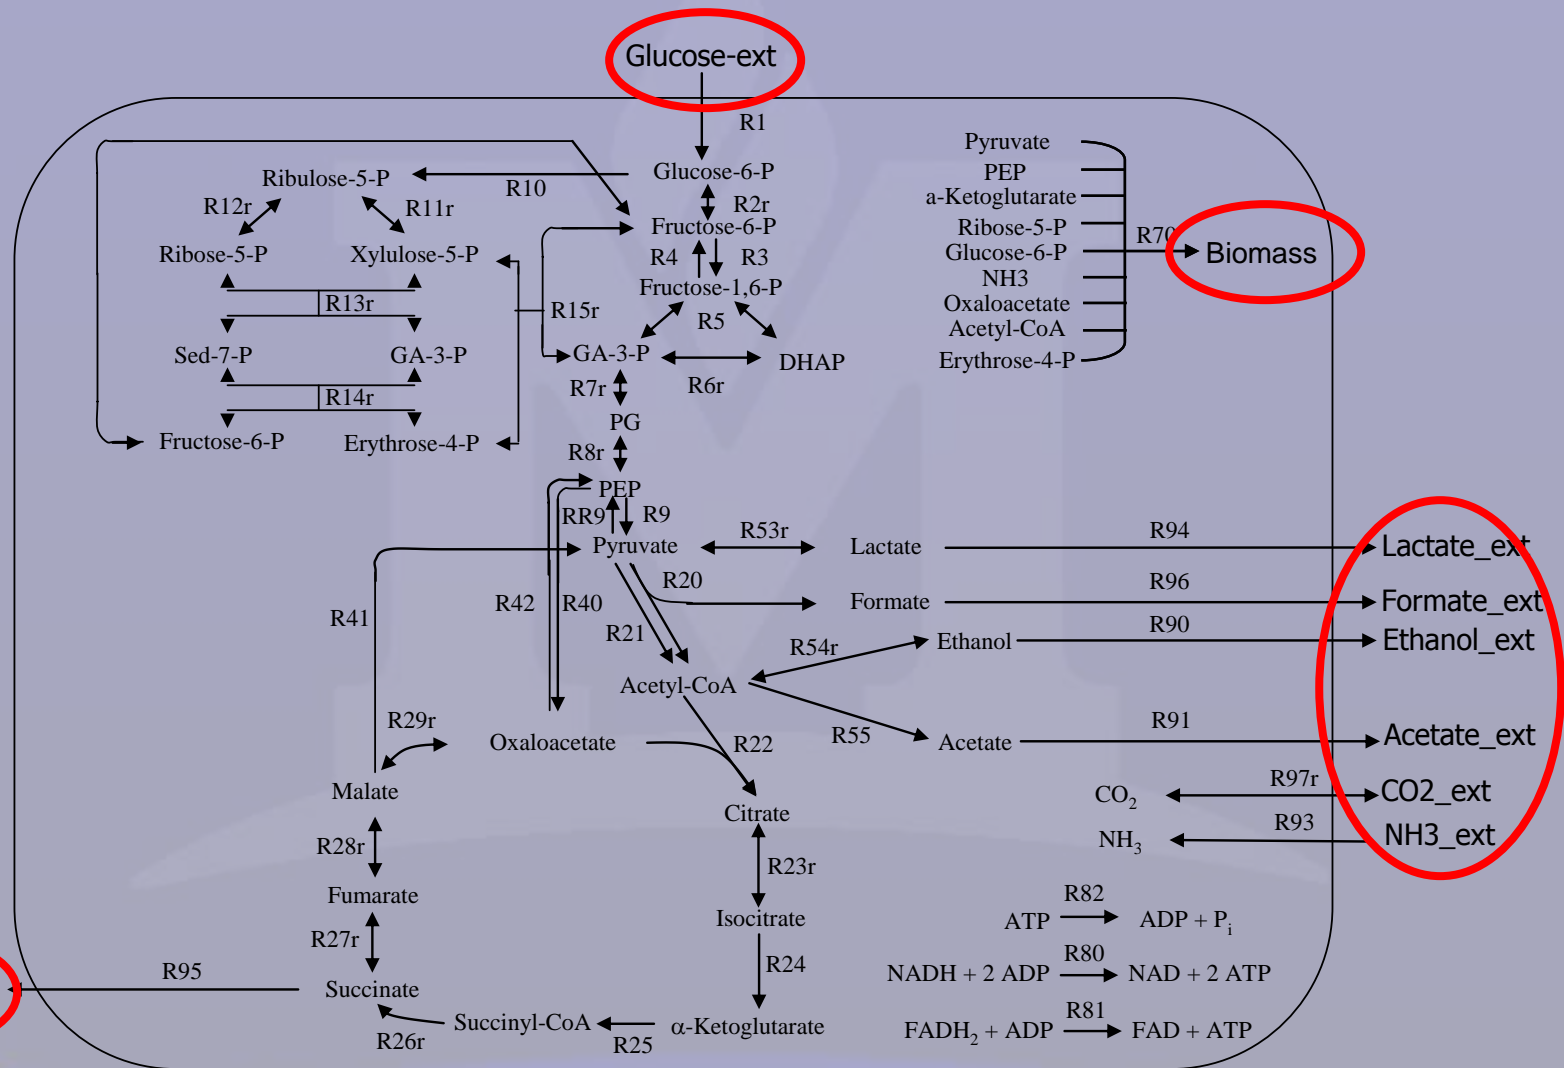 Glucose-ext
R1
Pyruvate
Glucose-6-P
PEP
Ribulose-5-P
R10
a-Ketoglutarate
R12r
R11r
R2r
Fructose-6-P
Ribose-5-P
R70
Ribose-5-P
Xylulose-5-P
R4
R3
Glucose-6-P
Biomass
NH3
Fructose-1,6-P
R13r
R15r
R5
Oxaloacetate
Acetyl-CoA
Sed-7-P
GA-3-P
GA-3-P
DHAP
Erythrose-4-P
R7r
R6r
R14r
PG
Fructose-6-P
Erythrose-4-P
R8r
PEP
RR9
R9
Pyruvate
R53r
Lactate
R94
Lactate_ext
R20
R41
R42
R40
Formate
R96
Formate_ext
R21
R54r
Ethanol
R90
Ethanol_ext
Acetyl-CoA
R29r
Oxaloacetate
R22
R55
Acetate
R91
Acetate_ext
Malate
Citrate
CO2
R97r
CO2_ext
R28r
NH3
R93
NH3_ext
R23r
Fumarate
Isocitrate
ATP
R82
ADP + Pi
R27r
R24
R95
Succinate
NADH + 2 ADP
R80
NAD + 2 ATP
Succinyl-CoA
α-Ketoglutarate
R26r
R25
FADH2 + ADP
R81
FAD + ATP